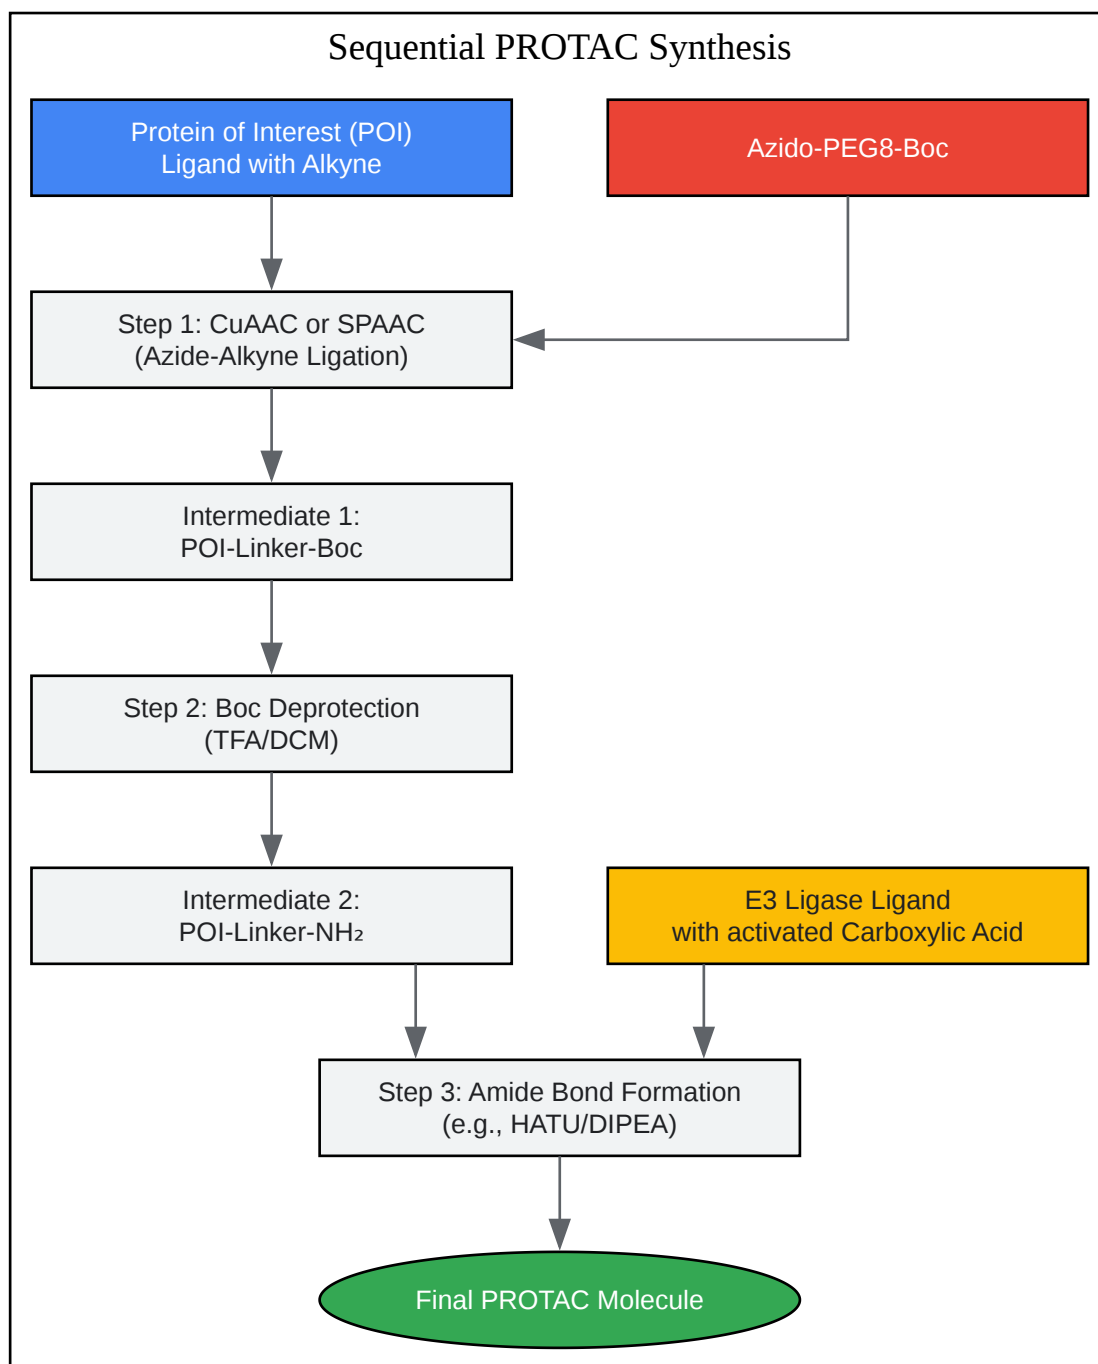 Sequential PROTAC Synthesis
Protein of Interest (POI)
Ligand with Alkyne
Azido-PEG8-Boc
Step 1: CuAAC or SPAAC
(Azide-Alkyne Ligation)
Intermediate 1:
POI-Linker-Boc
Step 2: Boc Deprotection
(TFA/DCM)
Intermediate 2:
POI-Linker-NH₂
E3 Ligase Ligand
with activated Carboxylic Acid
Step 3: Amide Bond Formation
(e.g., HATU/DIPEA)
Final PROTAC Molecule